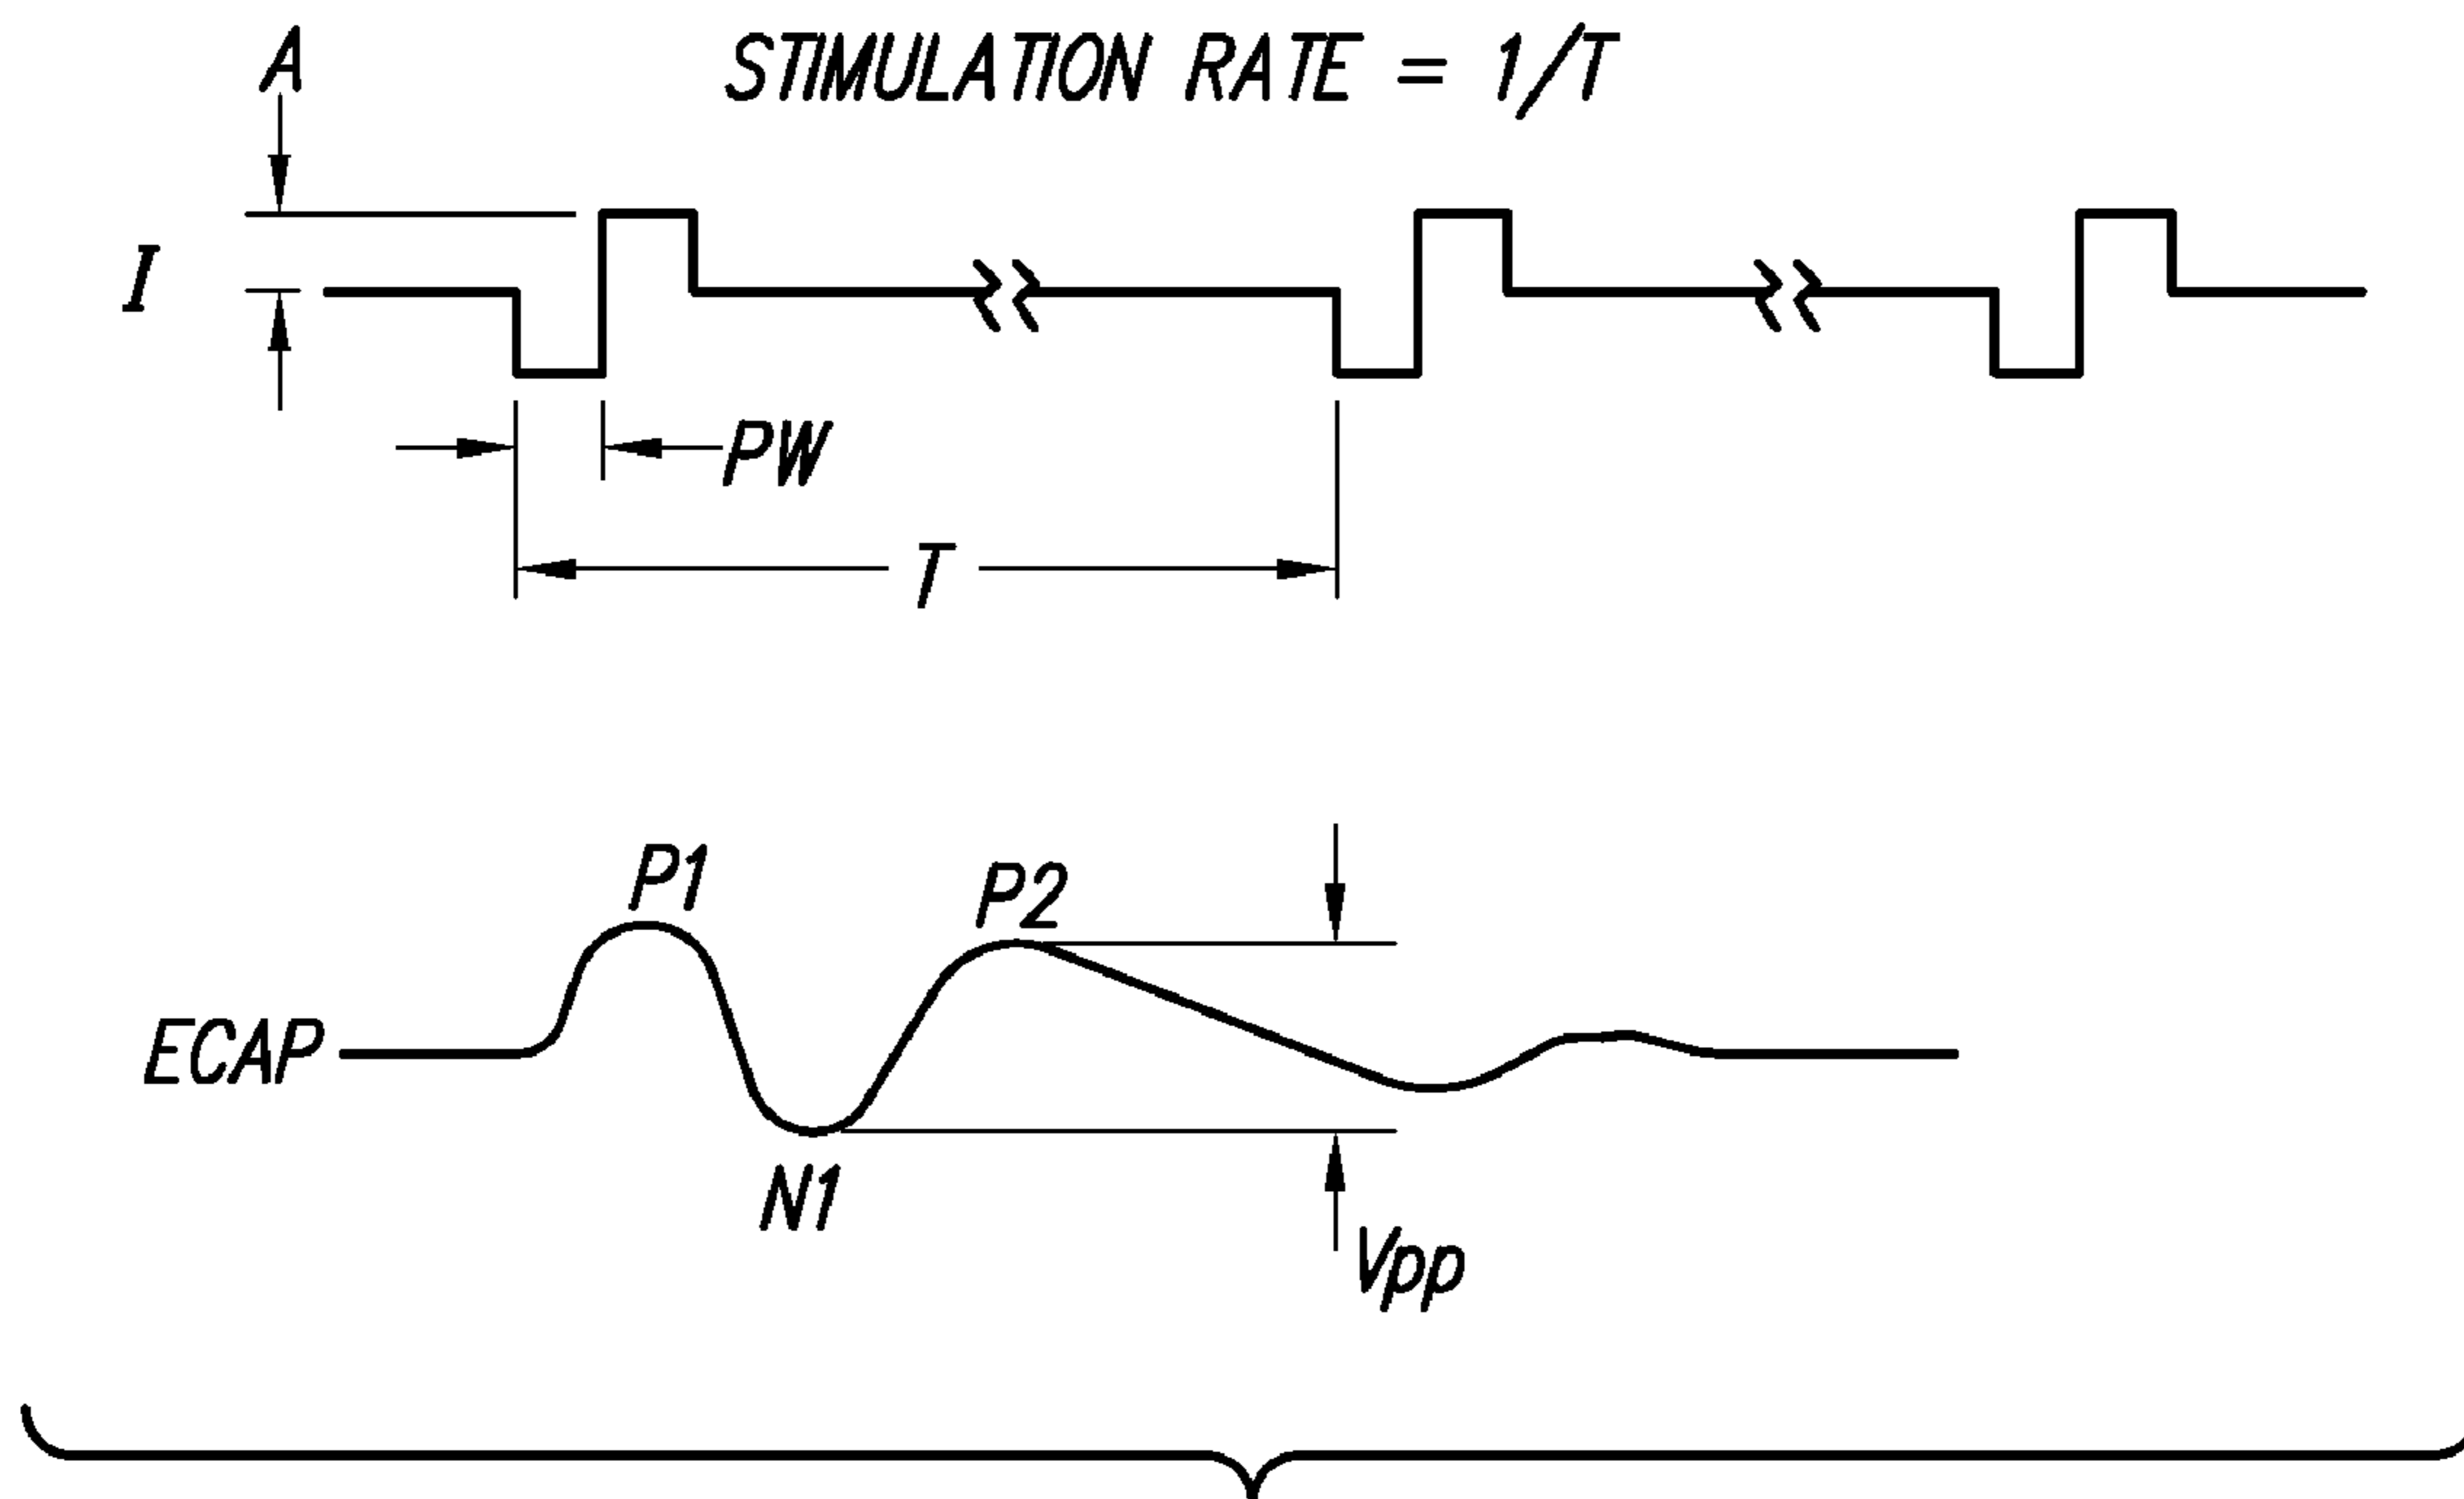 A
STIMULATION RATE = 1/T
I
PW
T
P1
P2
ECAP
N1
Vpp